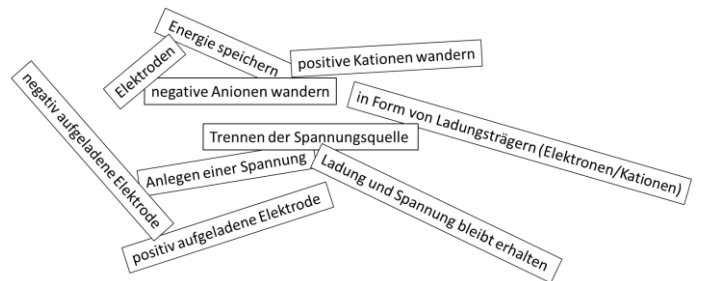 Energie speichern
positive Kationen wandern
Elektroden
negative Anionen wandern
negativ aufgeladene Elektrode
in Form von Ladungsträgern (Elektronen/Kationen)
Trennen der Spannungsquelle
Anlegen einer Spannung
Ladung und Spannung bleibt erhalten
positiv aufgeladene Elektrode